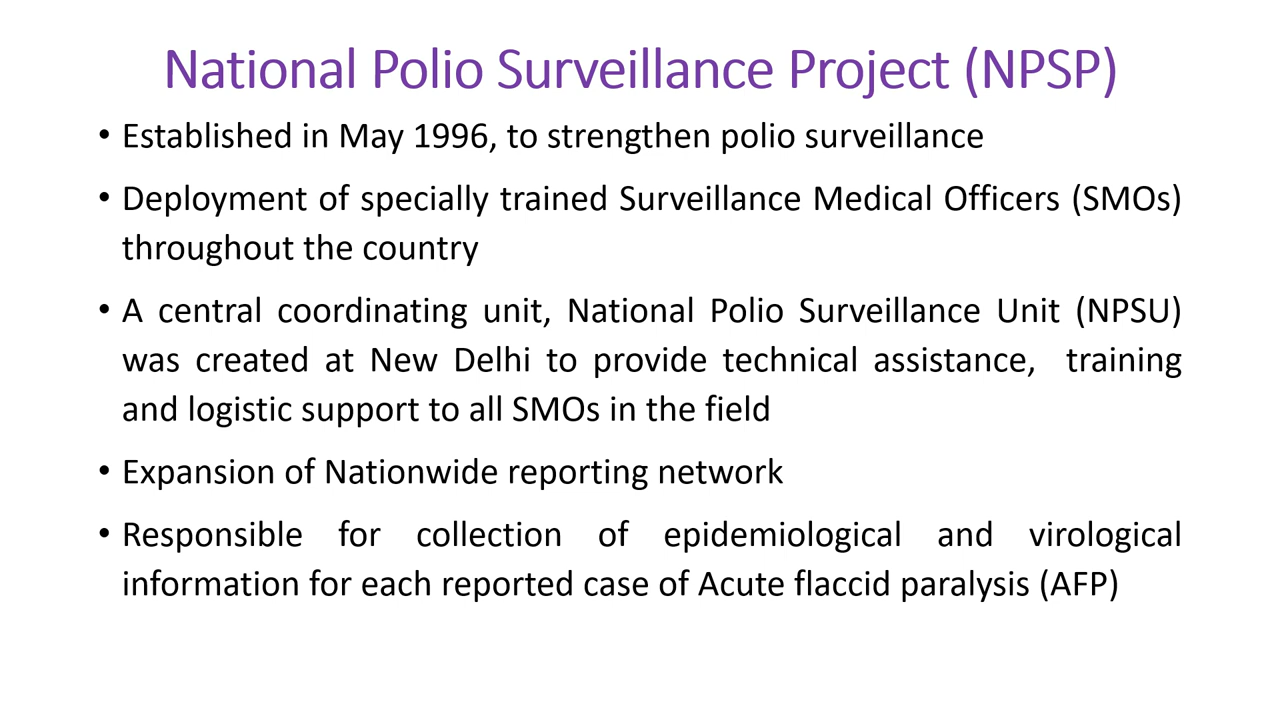 National Polio Surveillance Project (NPSP)
• Established in May 1996, to strengthen polio surveillance
• Deployment of specially trained Surveillance Medical Officers (SMOs)
throughout the country
• A central coordinating unit, National Polio Surveillance Unit (NPSU)
was created at New Delhi to provide technical assistance, training
and logistic support to all SMOs in the field
• Expansion of Nationwide reporting network
• Responsible for collection of epidemiological and virological
information for each reported case of Acute flaccid paralysis (AFP)